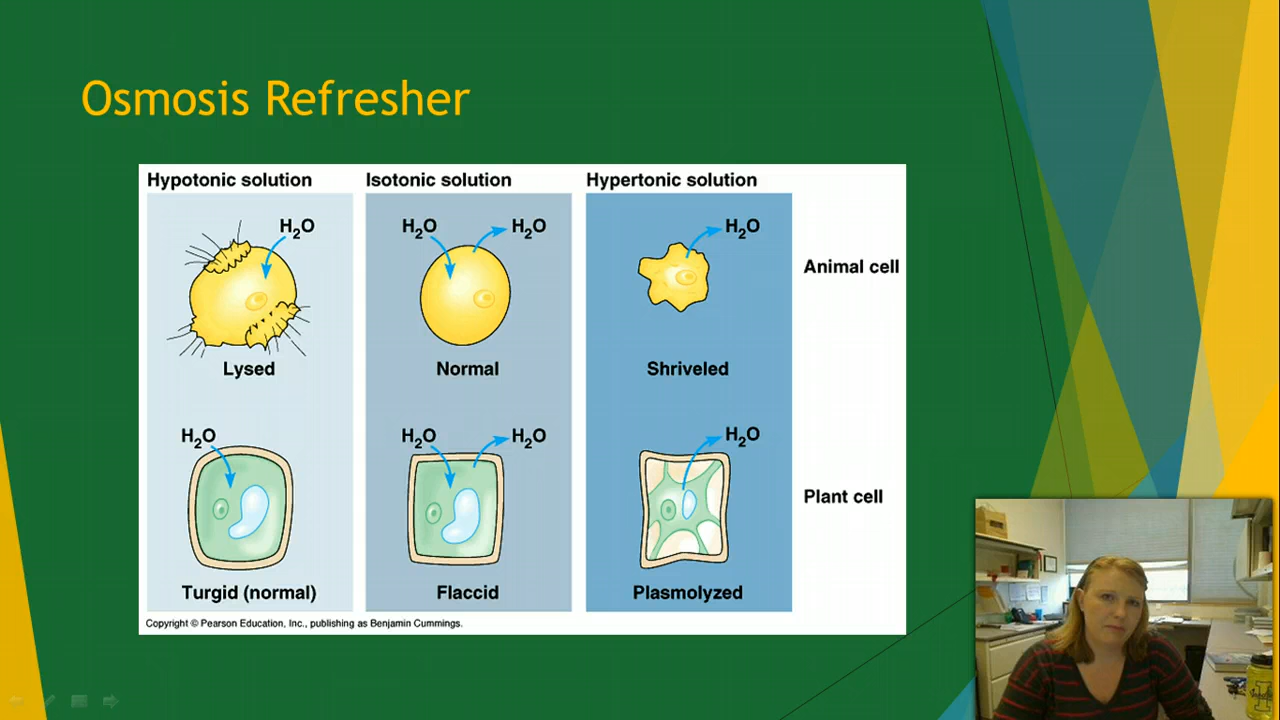 Osmosis Refresher
Hypotonic solution
Isotonic solution
Hypertonic solution
H₂O
H₂O
H₂O
H₂O
Animal cell
Lysed
Normal
Shriveled
H₂O
H₂O
H₂O
H₂O
Plant cell
Turgid (normal)
Flaccid
Plasmolyzed
Copyright © Pearson Education, Inc., publishing as Benjamin Cummings.